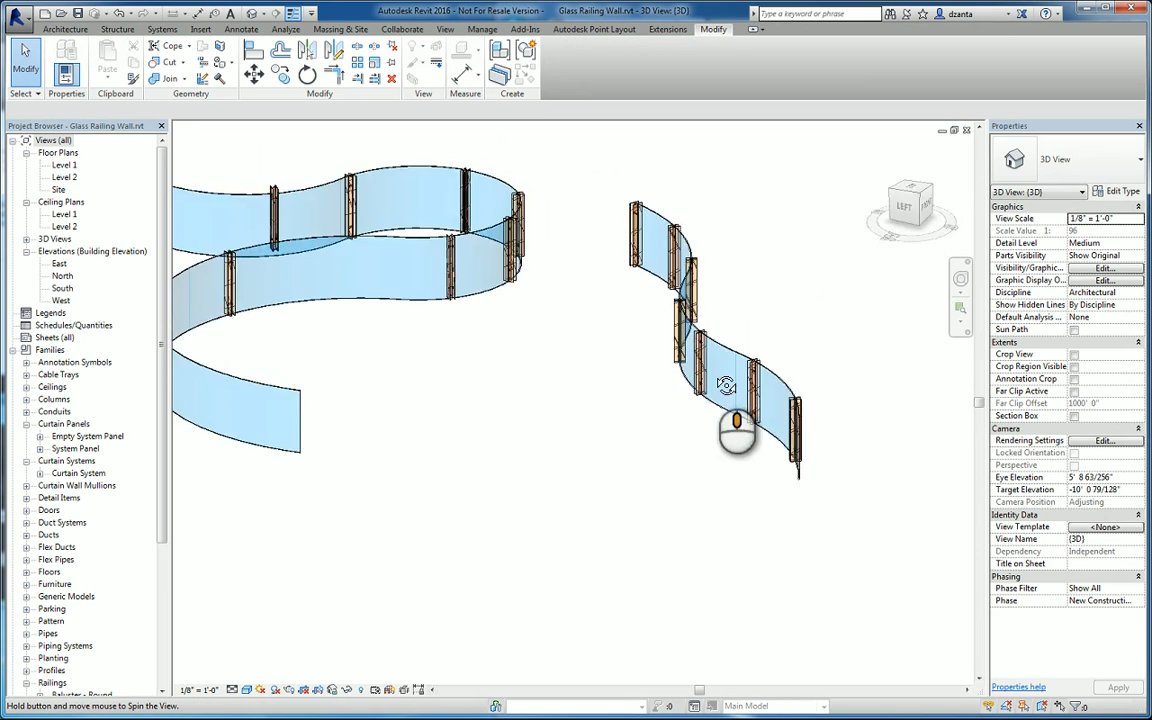 Autodesk Revit 2016 - Not For Resale Version - Glass Railing Wall.rvt - 3D View: {3D}
Type a keyword or phrase
dzanta
Architecture Structure Systems Insert Annotate Analyze Massing & Site Collaborate View Manage Add-Ins Autodesk Point Layout Extensions Modify
Modify
Paste
Cope
Cut
Join
Select Properties Clipboard Geometry Modify View Measure Create
Project Browser - Glass Railing Wall.rvt
Views (all)
Floor Plans
Level 1
Level 2
Site
Ceiling Plans
Level 1
Level 2
3D Views
Elevations (Building Elevation)
East
North
South
West
Legends
Schedules/Quantities
Sheets (all)
Families
Annotation Symbols
Cable Trays
Ceilings
Columns
Conduits
Curtain Panels
Empty System Panel
System Panel
Curtain Systems
Curtain System
Curtain Wall Mullions
Detail Items
Doors
Duct Systems
Ducts
Flex Ducts
Flex Pipes
Floors
Furniture
Generic Models
Parking
Pattern
Pipes
Piping Systems
Planting
Profiles
Railings
Baluster - Round
LEFT
Properties
3D View
3D View: {3D}
Edit Type
Graphics
View Scale 1/8" = 1'-0"
Scale Value 1: 96
Detail Level Medium
Parts Visibility Show Original
Visibility/Graphic... Edit...
Graphic Display O... Edit...
Discipline Architectural
Show Hidden Lines By Discipline
Default Analysis ... None
Sun Path
Extents
Crop View
Crop Region Visible
Annotation Crop
Far Clip Active
Far Clip Offset 1000' 0"
Section Box
Camera
Rendering Settings Edit...
Locked Orientation
Perspective
Eye Elevation 5' 8 63/256"
Target Elevation -10' 0 79/128"
Camera Position Adjusting
Identity Data
View Template <None>
View Name {3D}
Dependency Independent
Title on Sheet
Phasing
Phase Filter Show All
Phase New Constructi...
Properties help
Apply
1/8" = 1'-0"
Hold button and move mouse to Spin the View.
:0
Main Model
:0